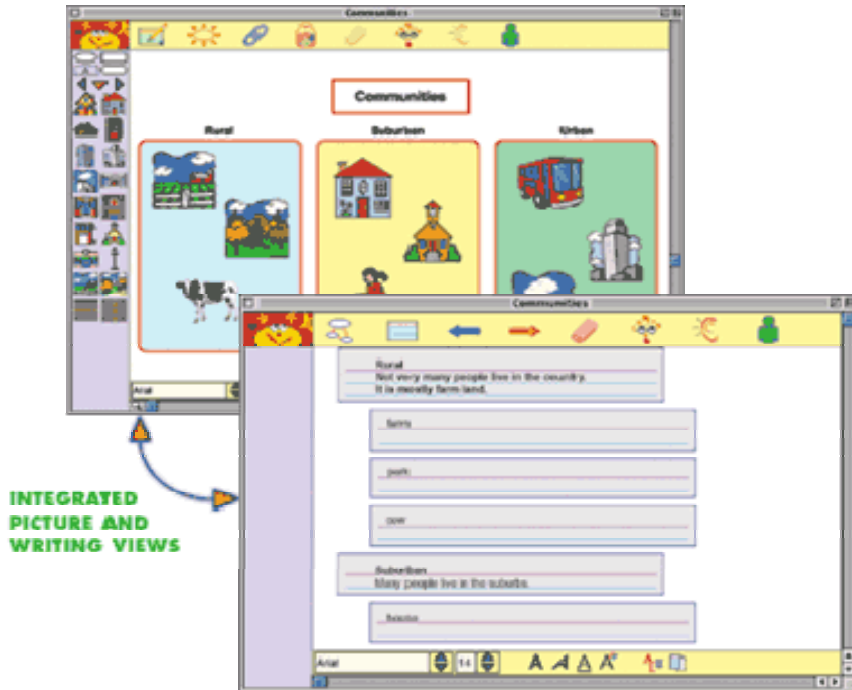 Communities
Communities
Rural
Suburban
Urban
Arial
Communities
Rural
Not very many people live in the country.
It is mostly farm land.
farm
park
cow
Suburban
Many people live in the suburbs.
house
Arial
14
INTEGRATED
PICTURE AND
WRITING VIEWS